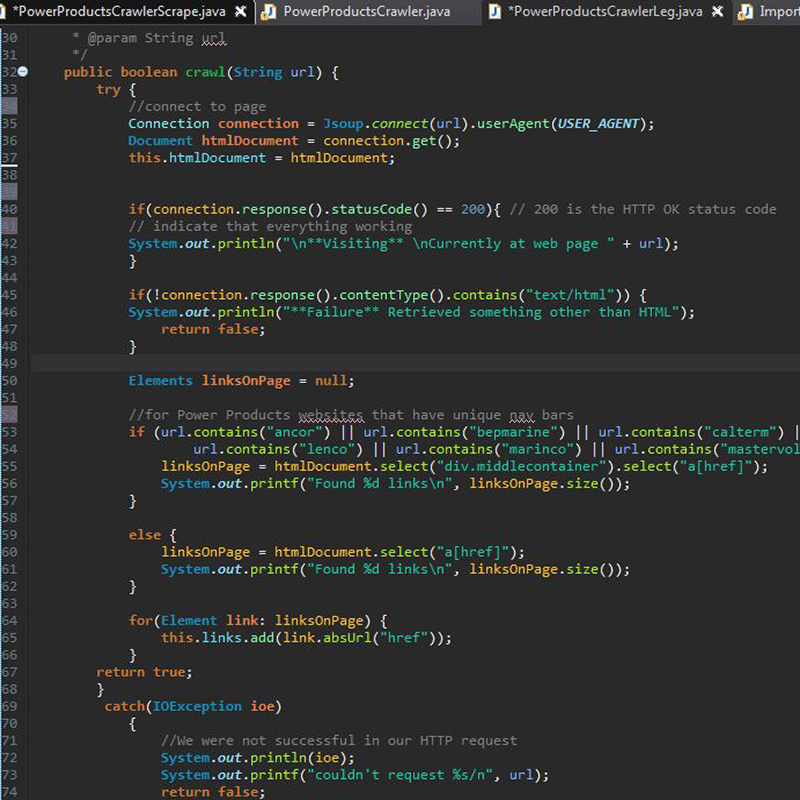 *PowerProductsCrawlerScrape.java PowerProductsCrawler.java *PowerProductsCrawlerLeg.java Import
30 * @param String url
31 */
32 public boolean crawl(String url) {
33 try {
34 //connect to page
35 Connection connection = Jsoup.connect(url).userAgent(USER_AGENT);
36 Document htmlDocument = connection.get();
37 this.htmlDocument = htmlDocument;
38
39
40 if(connection.response().statusCode() == 200){ // 200 is the HTTP OK status code
41 // indicate that everything working
42 System.out.println("\n**Visiting** \nCurrently at web page " + url);
43 }
44
45 if(!connection.response().contentType().contains("text/html")) {
46 System.out.println("**Failure** Retrieved something other than HTML");
47 return false;
48 }
49
50 Elements linksOnPage = null;
51
52 //for Power Products websites that have unique nav bars
53 if (url.contains("ancor") || url.contains("bepmarine") || url.contains("calterm") |
54 url.contains("lenco") || url.contains("marinco") || url.contains("mastervol
55 linksOnPage = htmlDocument.select("div.middlecontainer").select("a[href]");
56 System.out.printf("Found %d links\n", linksOnPage.size());
57 }
58
59 else {
60 linksOnPage = htmlDocument.select("a[href]");
61 System.out.printf("Found %d links\n", linksOnPage.size());
62 }
63
64 for(Element link: linksOnPage) {
65 this.links.add(link.absUrl("href"));
66 }
67 return true;
68 }
69 catch(IOException ioe)
70 {
71 //We were not successful in our HTTP request
72 System.out.println(ioe);
73 System.out.printf("couldn't request %s/n", url);
74 return false;